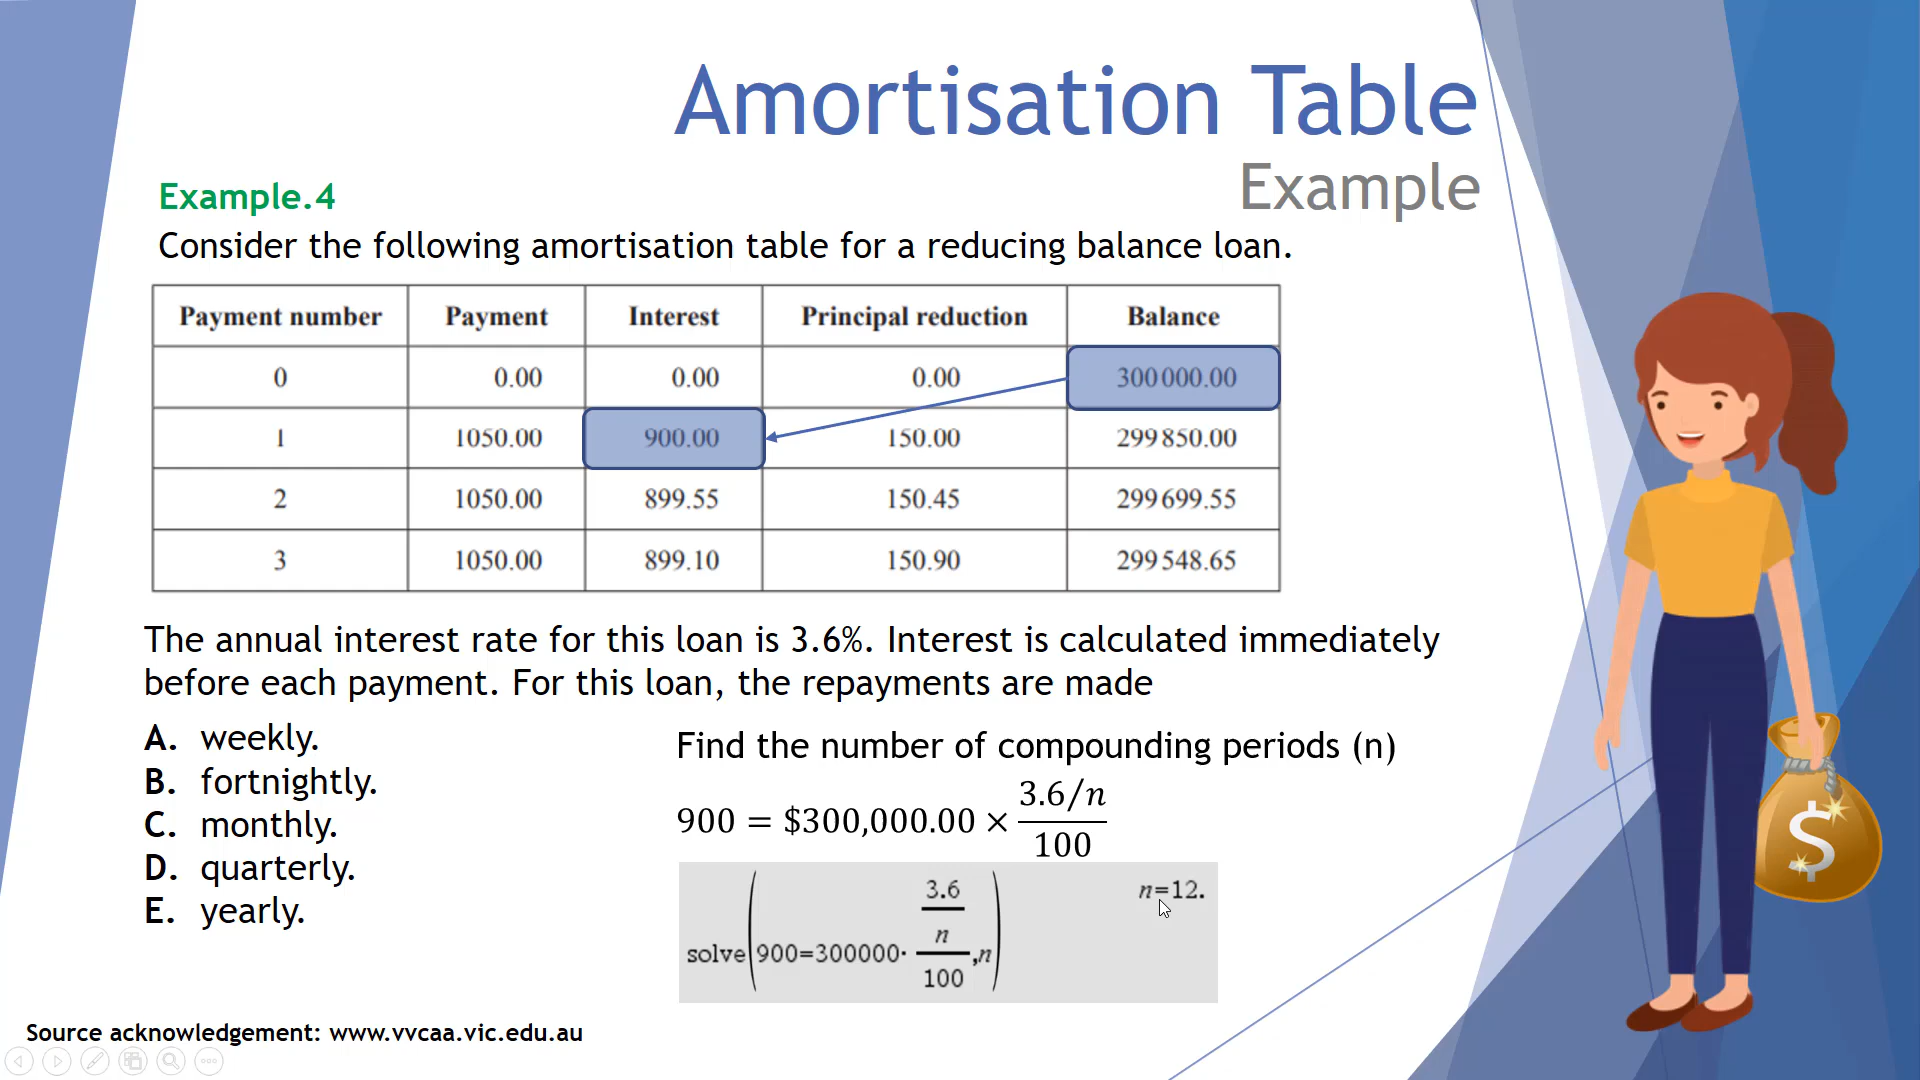 Amortisation Table
Example
Example.4
Consider the following amortisation table for a reducing balance loan.
Payment number Payment Interest Principal reduction Balance
0 0.00 0.00 0.00 300 000.00
1 1050.00 900.00 150.00 299 850.00
2 1050.00 899.55 150.45 299 699.55
3 1050.00 899.10 150.90 299 548.65
The annual interest rate for this loan is 3.6%. Interest is calculated immediately
before each payment. For this loan, the repayments are made
A. weekly.
B. fortnightly.
C. monthly.
D. quarterly.
E. yearly.
Find the number of compounding periods (n)
900 = $300,000.00 × (3.6/n)/100
solve(900=300000·((3.6/n)/100),n) n=12.
$
Source acknowledgement: www.vvcaa.vic.edu.au